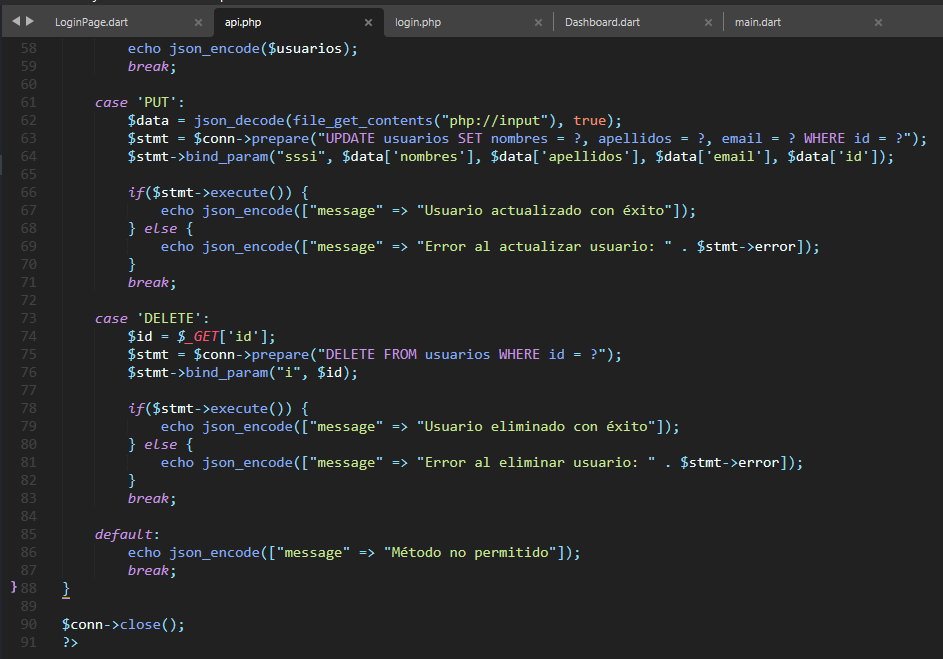 LoginPage.dart × api.php × login.php × Dashboard.dart × main.dart ×
58 echo json_encode($usuarios);
59 break;
60
61 case 'PUT':
62 $data = json_decode(file_get_contents("php://input"), true);
63 $stmt = $conn->prepare("UPDATE usuarios SET nombres = ?, apellidos = ?, email = ? WHERE id = ?");
64 $stmt->bind_param("sssi", $data['nombres'], $data['apellidos'], $data['email'], $data['id']);
65
66 if($stmt->execute()) {
67 echo json_encode(["message" => "Usuario actualizado con éxito"]);
68 } else {
69 echo json_encode(["message" => "Error al actualizar usuario: " . $stmt->error]);
70 }
71 break;
72
73 case 'DELETE':
74 $id = $_GET['id'];
75 $stmt = $conn->prepare("DELETE FROM usuarios WHERE id = ?");
76 $stmt->bind_param("i", $id);
77
78 if($stmt->execute()) {
79 echo json_encode(["message" => "Usuario eliminado con éxito"]);
80 } else {
81 echo json_encode(["message" => "Error al eliminar usuario: " . $stmt->error]);
82 }
83 break;
84
85 default:
86 echo json_encode(["message" => "Método no permitido"]);
87 break;
} 88 }
89
90 $conn->close();
91 ?>